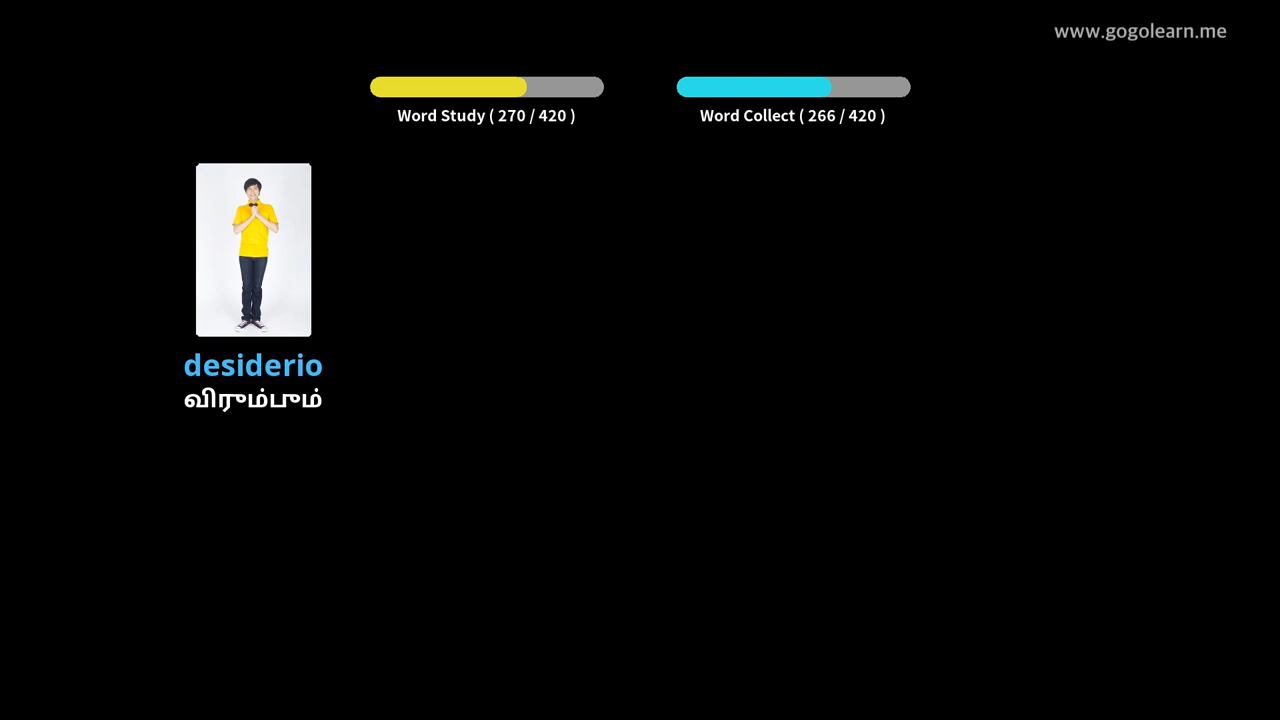 www.gogolearn.me
Word Study ( 270 / 420 )
Word Collect ( 266 / 420 )
desiderio
விரும்பும்